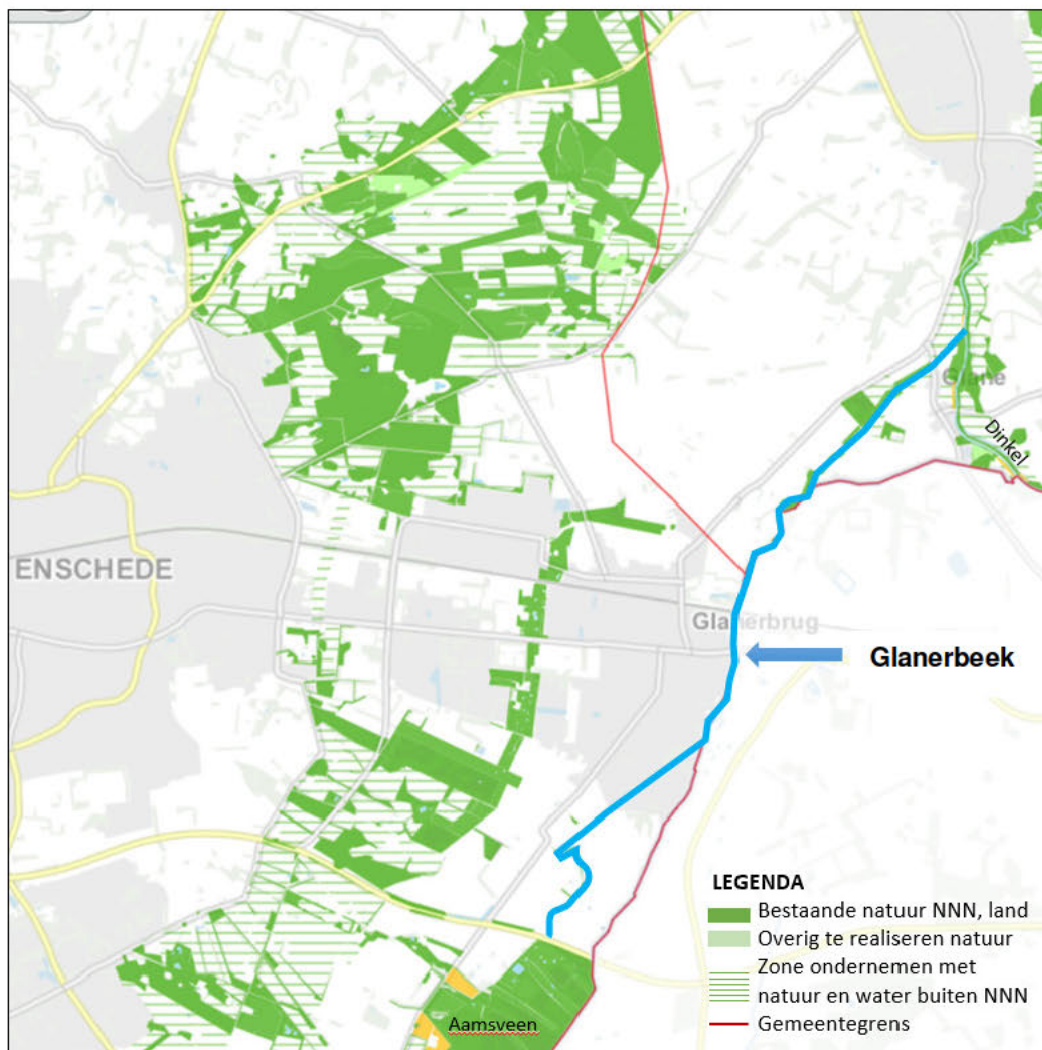 Glane
Dinkel
ENSCHEDE
Glanerbrug
Glanerbeek
LEGENDA
Bestaande natuur NNN, land
Overig te realiseren natuur
Zone ondernemen met
natuur en water buiten NNN
Gemeentegrens
Aamsveen